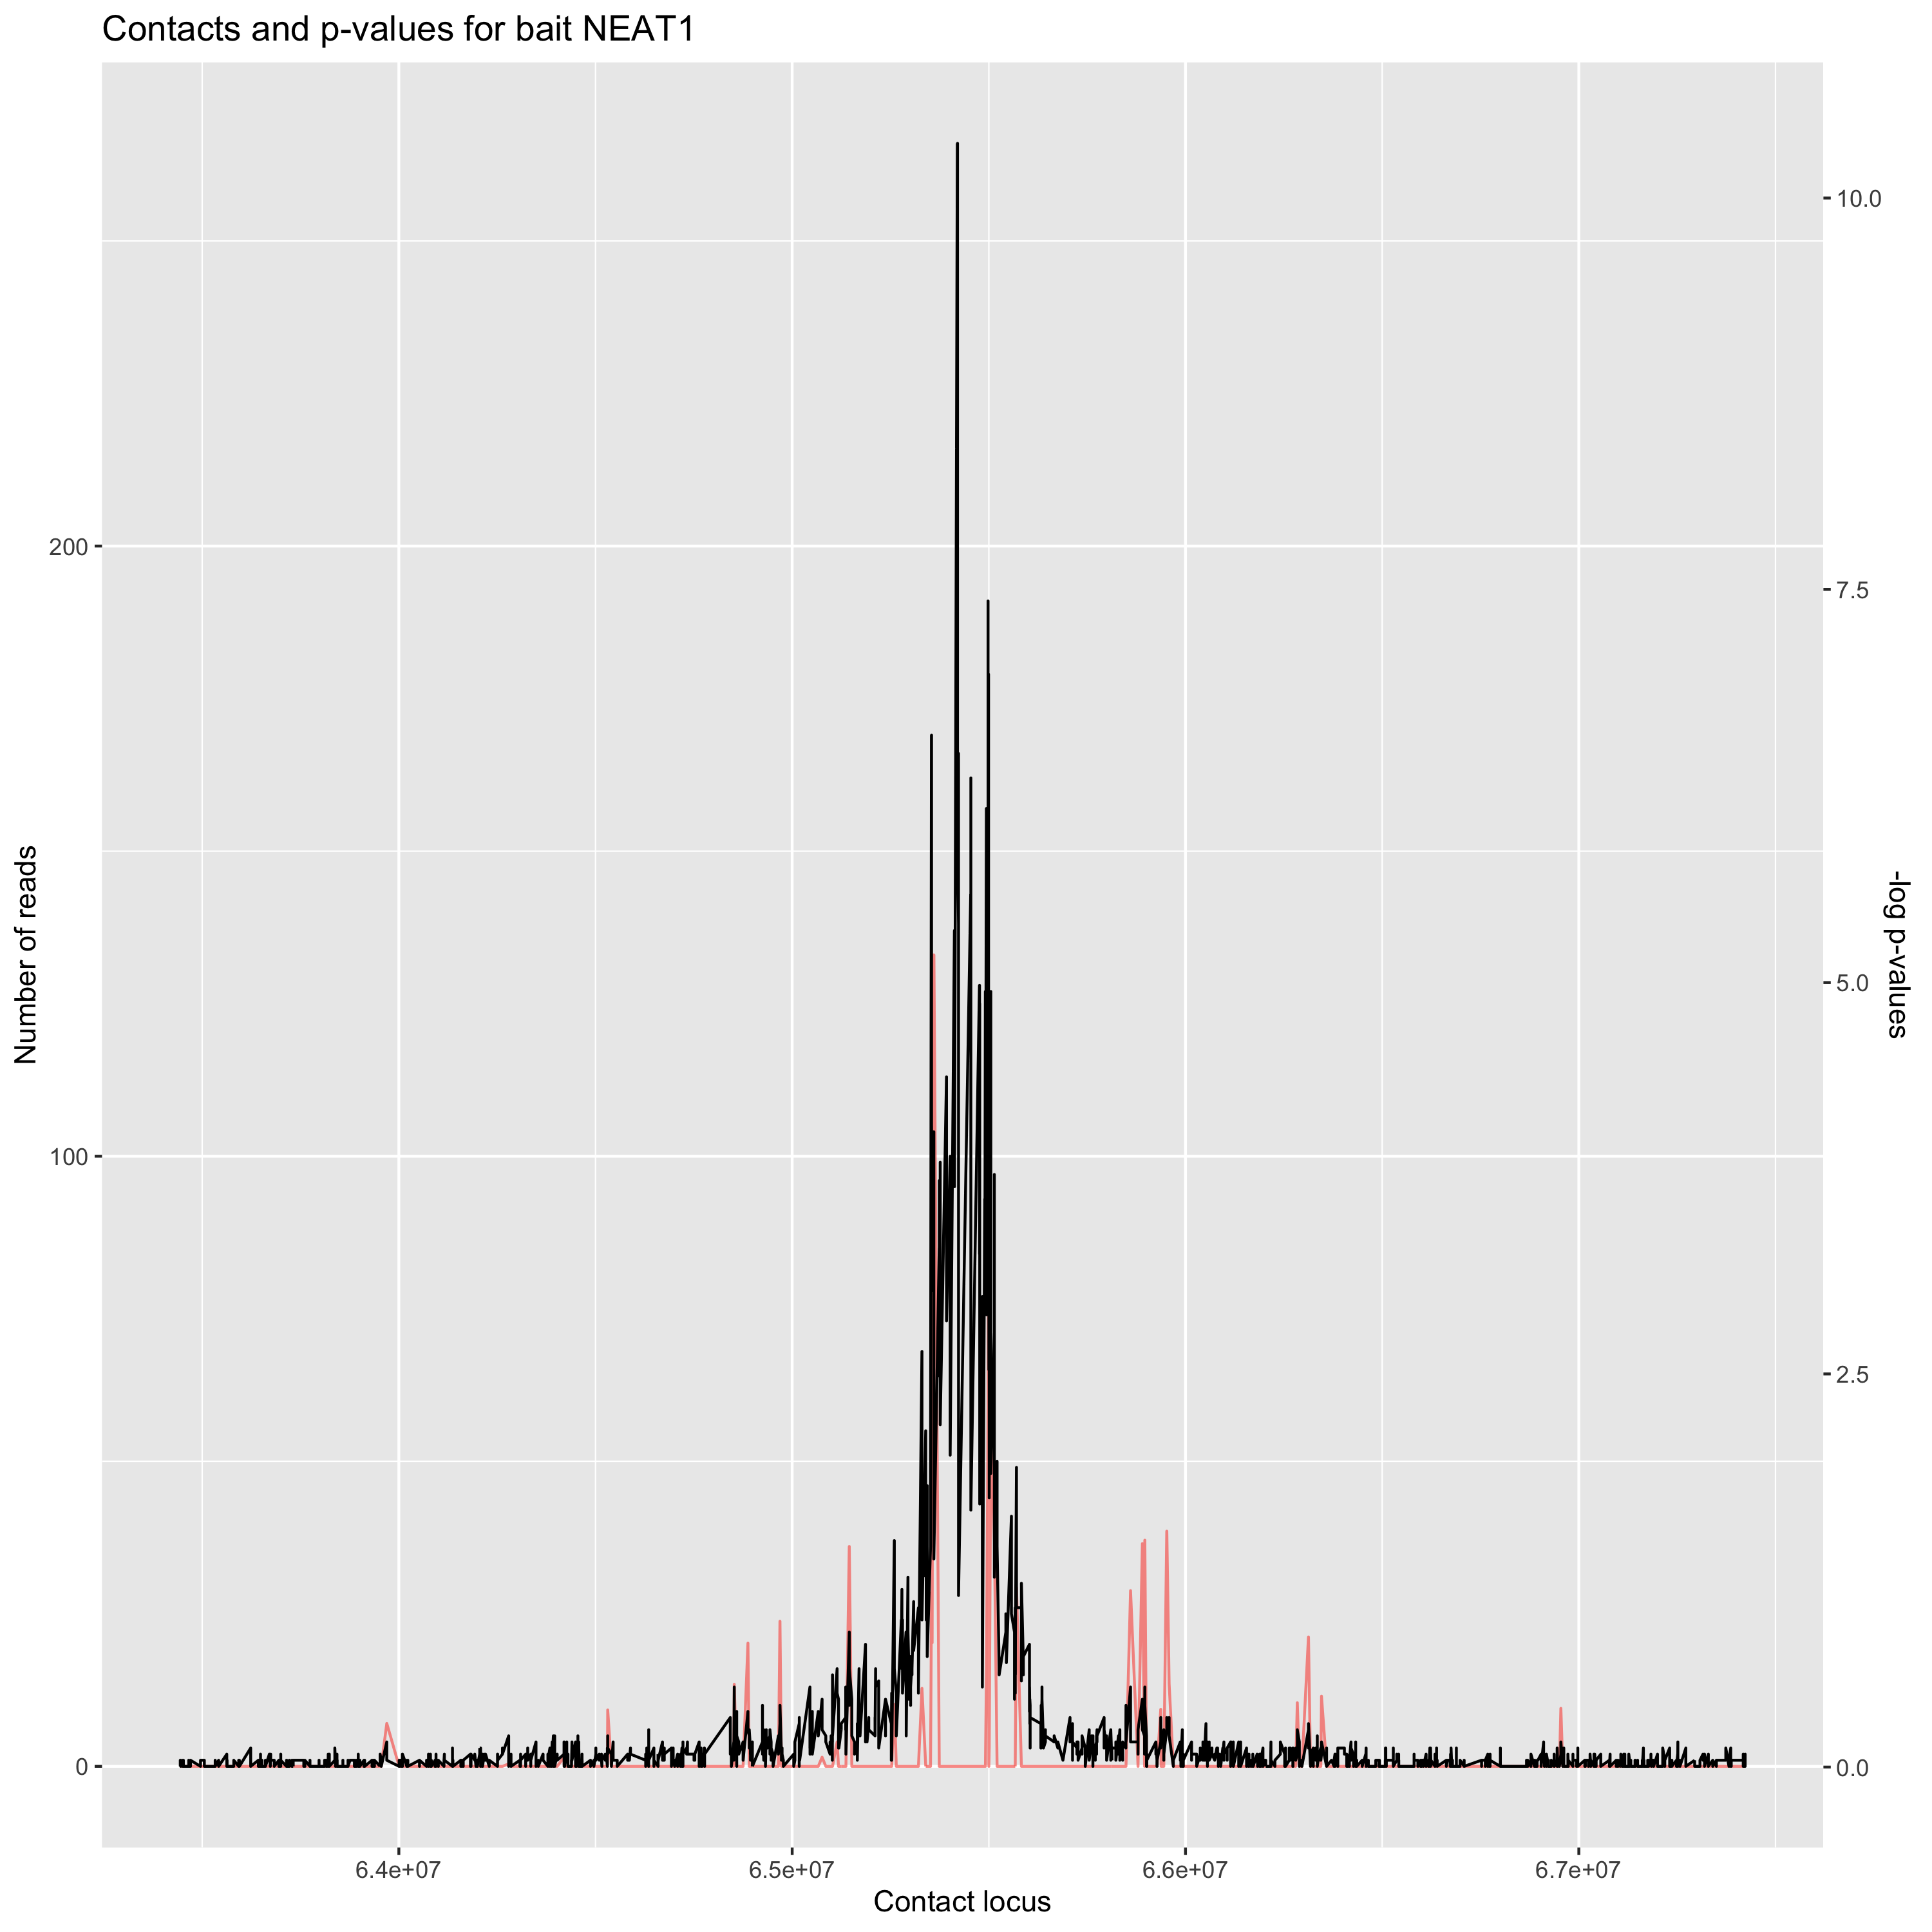 Contacts and p-values for bait NEAT1
10.0
200
7.5
Number of reads
-log p-values
5.0
100
2.5
0
0.0
6.4e+07 6.5e+07 6.6e+07 6.7e+07
Contact locus